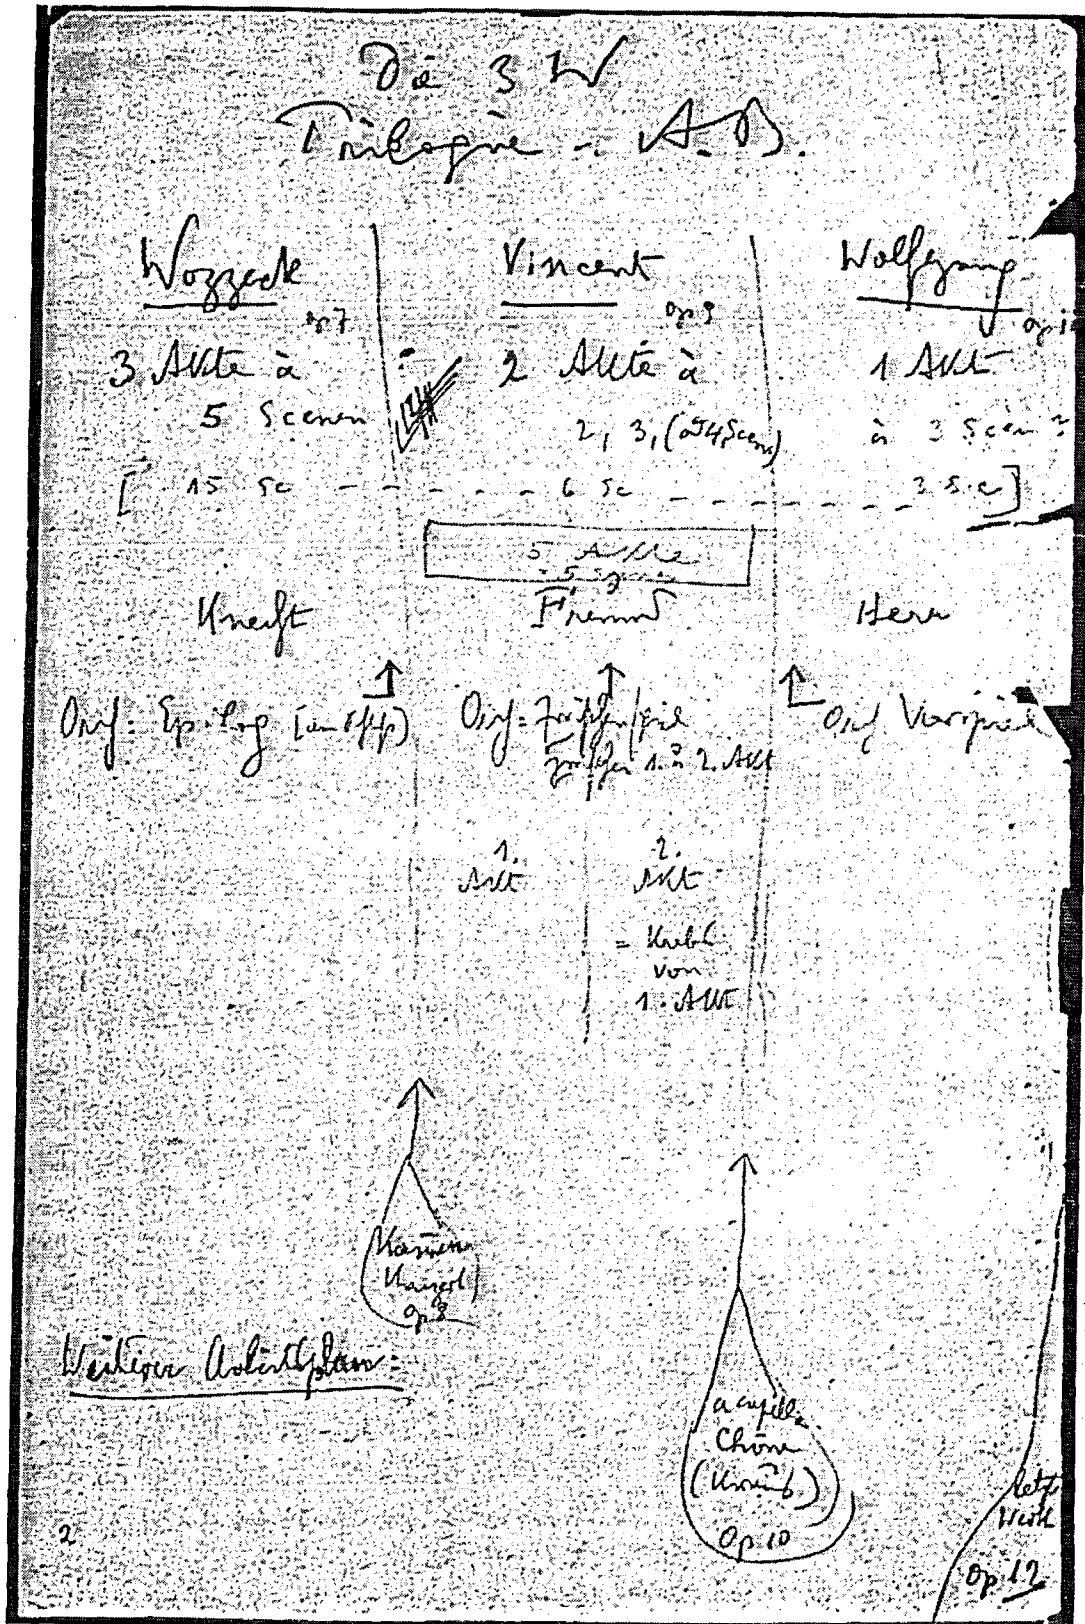 Die 3 W
Trilogie - A.B.
Wozzeck
op 7
3 Akte à
5 Scenen
[ 15 Sc
Knecht
Orch: Epilog
Vincent
op 9
2 Akte à
2, 3, (od 4 Scen)
6 Sc
5 Akte
Freund
Orch = Zwischenspiel
zwischen 1. u 2. Akt
1.
Akt
2.
Akt
= Krebs
von
1. Akt
Wolfgang
1 Akt
à 3 Scen
3 Sc]
Herr
Orch Vorspiel
Kammer
Konzert
op 8
Weiterer Arbeitsplan:
a capella
Chöre
Op 10
letztes
Werk
Op 12
2